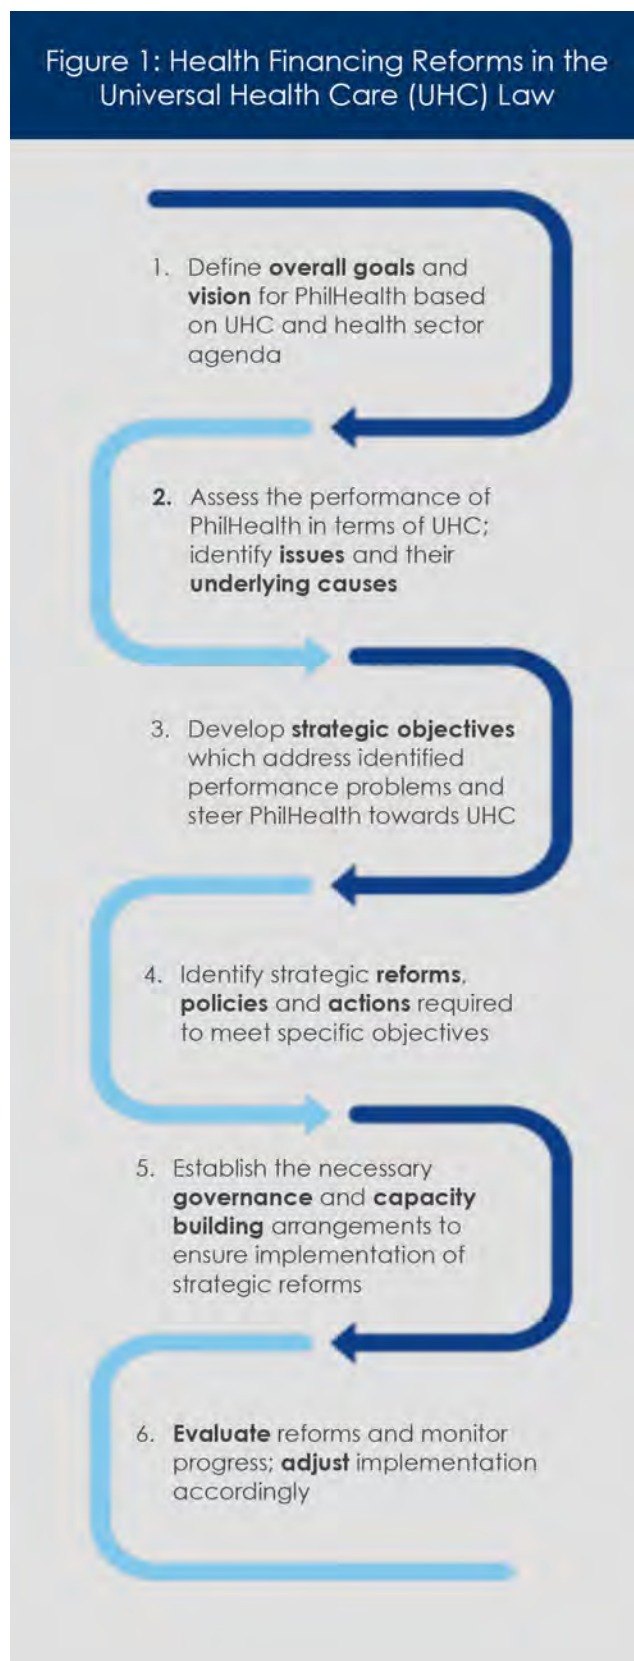 Figure 1: Health Financing Reforms in the
Universal Health Care (UHC) Law
1. Define overall goals and
vision for PhilHealth based
on UHC and health sector
agenda
2. Assess the performance of
PhilHealth in terms of UHC;
identify issues and their
underlying causes
3. Develop strategic objectives
which address identified
performance problems and
steer PhilHealth towards UHC
4. Identify strategic reforms,
policies and actions required
to meet specific objectives
5. Establish the necessary
governance and capacity
building arrangements to
ensure implementation of
strategic reforms
6. Evaluate reforms and monitor
progress; adjust implementation
accordingly